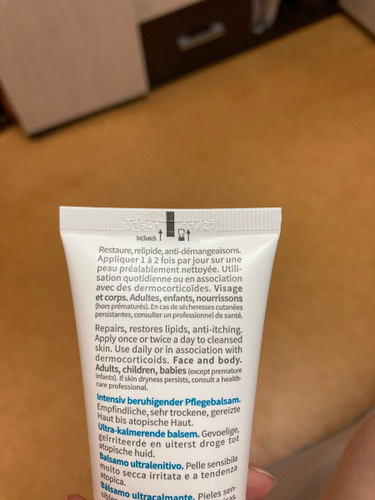 lot/batch
Restaure, relipide, anti-démangeaisons.
Appliquer 1 à 2 fois par jour sur une
peau préalablement nettoyée. Utili-
sation quotidienne ou en association
avec des dermocorticoïdes. Visage
et corps. Adultes, enfants, nourrissons
(hors prématurés). En cas de sécheresses cutanées
persistantes, consulter un professionnel de santé.
Repairs, restores lipids, anti-itching.
Apply once or twice a day to cleansed
skin. Use daily or in association with
dermocorticoids. Face and body.
Adults, children, babies (except premature
infants). If skin dryness persists, consult a health-
care professional.
Intensiv beruhigender Pflegebalsam.
Empfindliche, sehr trockene, gereizte
Haut bis atopische Haut.
Ultra-kalmerende balsem. Gevoelige,
geïrriteerde en uiterst droge tot
atopische huid.
Balsamo ultralenitivo. Pelle sensibile
molto secca irritata e a tendenza
atopica.
Bálsamo ultracalmante. Pieles sen-